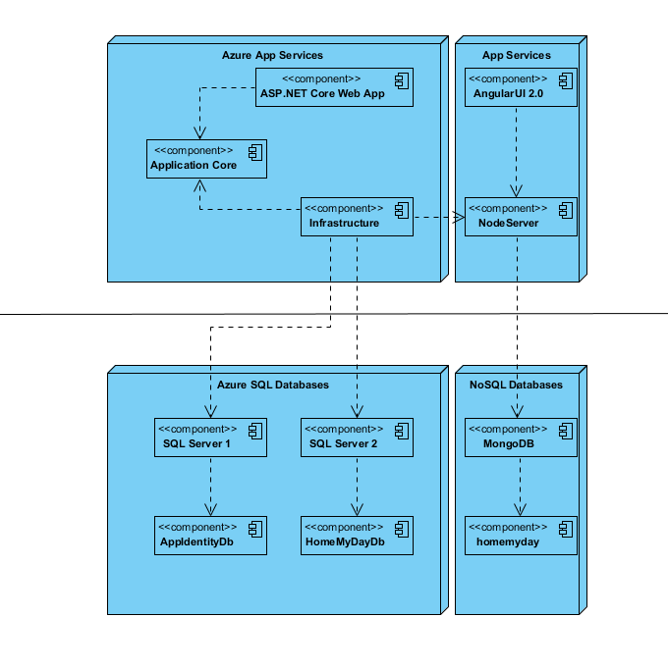 Azure App Services
<<component>>
ASP.NET Core Web App
<<component>>
Application Core
<<component>>
Infrastructure
App Services
<<component>>
AngularUI 2.0
<<component>>
NodeServer
Azure SQL Databases
<<component>>
SQL Server 1
<<component>>
SQL Server 2
<<component>>
AppIdentityDb
<<component>>
HomeMyDayDb
NoSQL Databases
<<component>>
MongoDB
<<component>>
homemyday